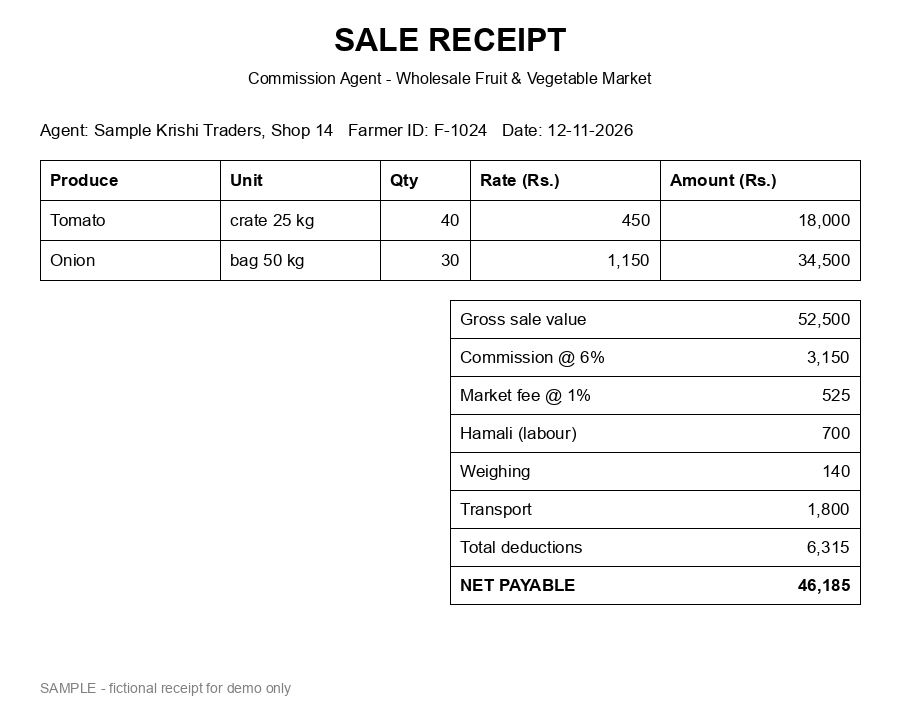 SALE RECEIPT
Commission Agent - Wholesale Fruit & Vegetable Market
Agent: Sample Krishi Traders, Shop 14   Farmer ID: F-1024   Date: 12-11-2026
Produce Unit Qty Rate (Rs.) Amount (Rs.)
Tomato crate 25 kg 40 450 18,000
Onion bag 50 kg 30 1,150 34,500
Gross sale value 52,500
Commission @ 6% 3,150
Market fee @ 1% 525
Hamali (labour) 700
Weighing 140
Transport 1,800
Total deductions 6,315
NET PAYABLE 46,185
SAMPLE - fictional receipt for demo only